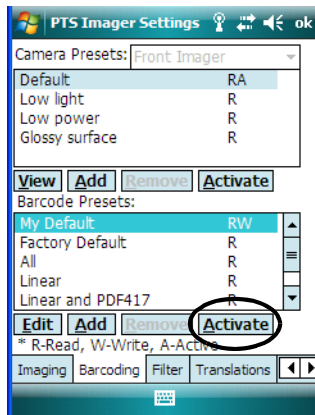 PTS Imager Settings ok
Camera Presets: Front Imager
Default RA
Low light R
Low power R
Glossy surface R
View Add Remove Activate
Barcode Presets:
My Default RW
Factory Default R
All R
Linear R
Linear and PDF417 R
Edit Add Remove Activate
* R-Read, W-Write, A-Active
Imaging Barcoding Filter Translations